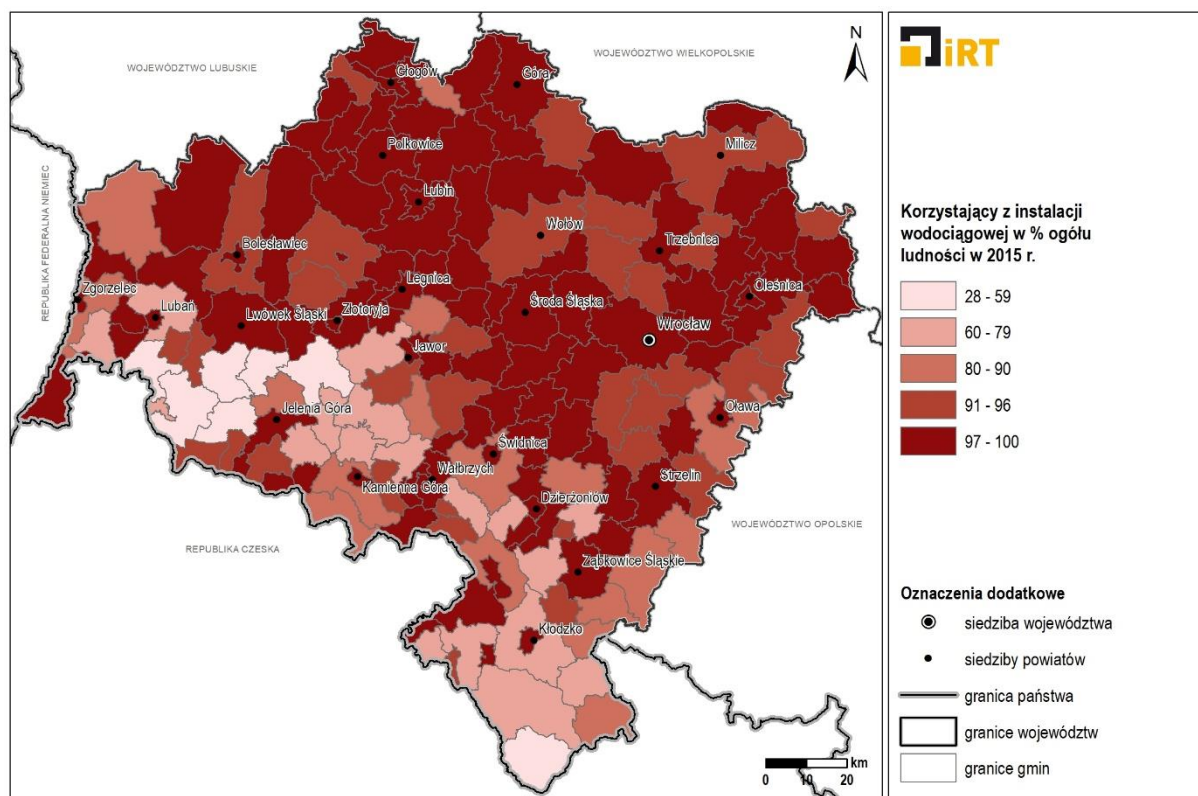 WOJEWÓDZTWO LUBUSKIE
WOJEWÓDZTWO WIELKOPOLSKIE
N
Głogów
Góra
Polkowice
Milicz
Lubin
REPUBLIKA FEDERALNA NIEMIEC
Wołów
Bolesławiec
Trzebnica
Zgorzelec
Legnica
Oleśnica
Lubań
Lwówek Śląski
Złotoryja
Środa Śląska
Wrocław
Jawor
Jelenia Góra
Oława
Świdnica
Wałbrzych
Kamienna Góra
Strzelin
Dzierżoniów
WOJEWÓDZTWO OPOLSKIE
REPUBLIKA CZESKA
Ząbkowice Śląskie
Kłodzko
km
0 10 20
iRT
Korzystający z instalacji
wodociągowej w % ogółu
ludności w 2015 r.
28 - 59
60 - 79
80 - 90
91 - 96
97 - 100
Oznaczenia dodatkowe
siedziba województwa
siedziby powiatów
granica państwa
granice województw
granice gmin